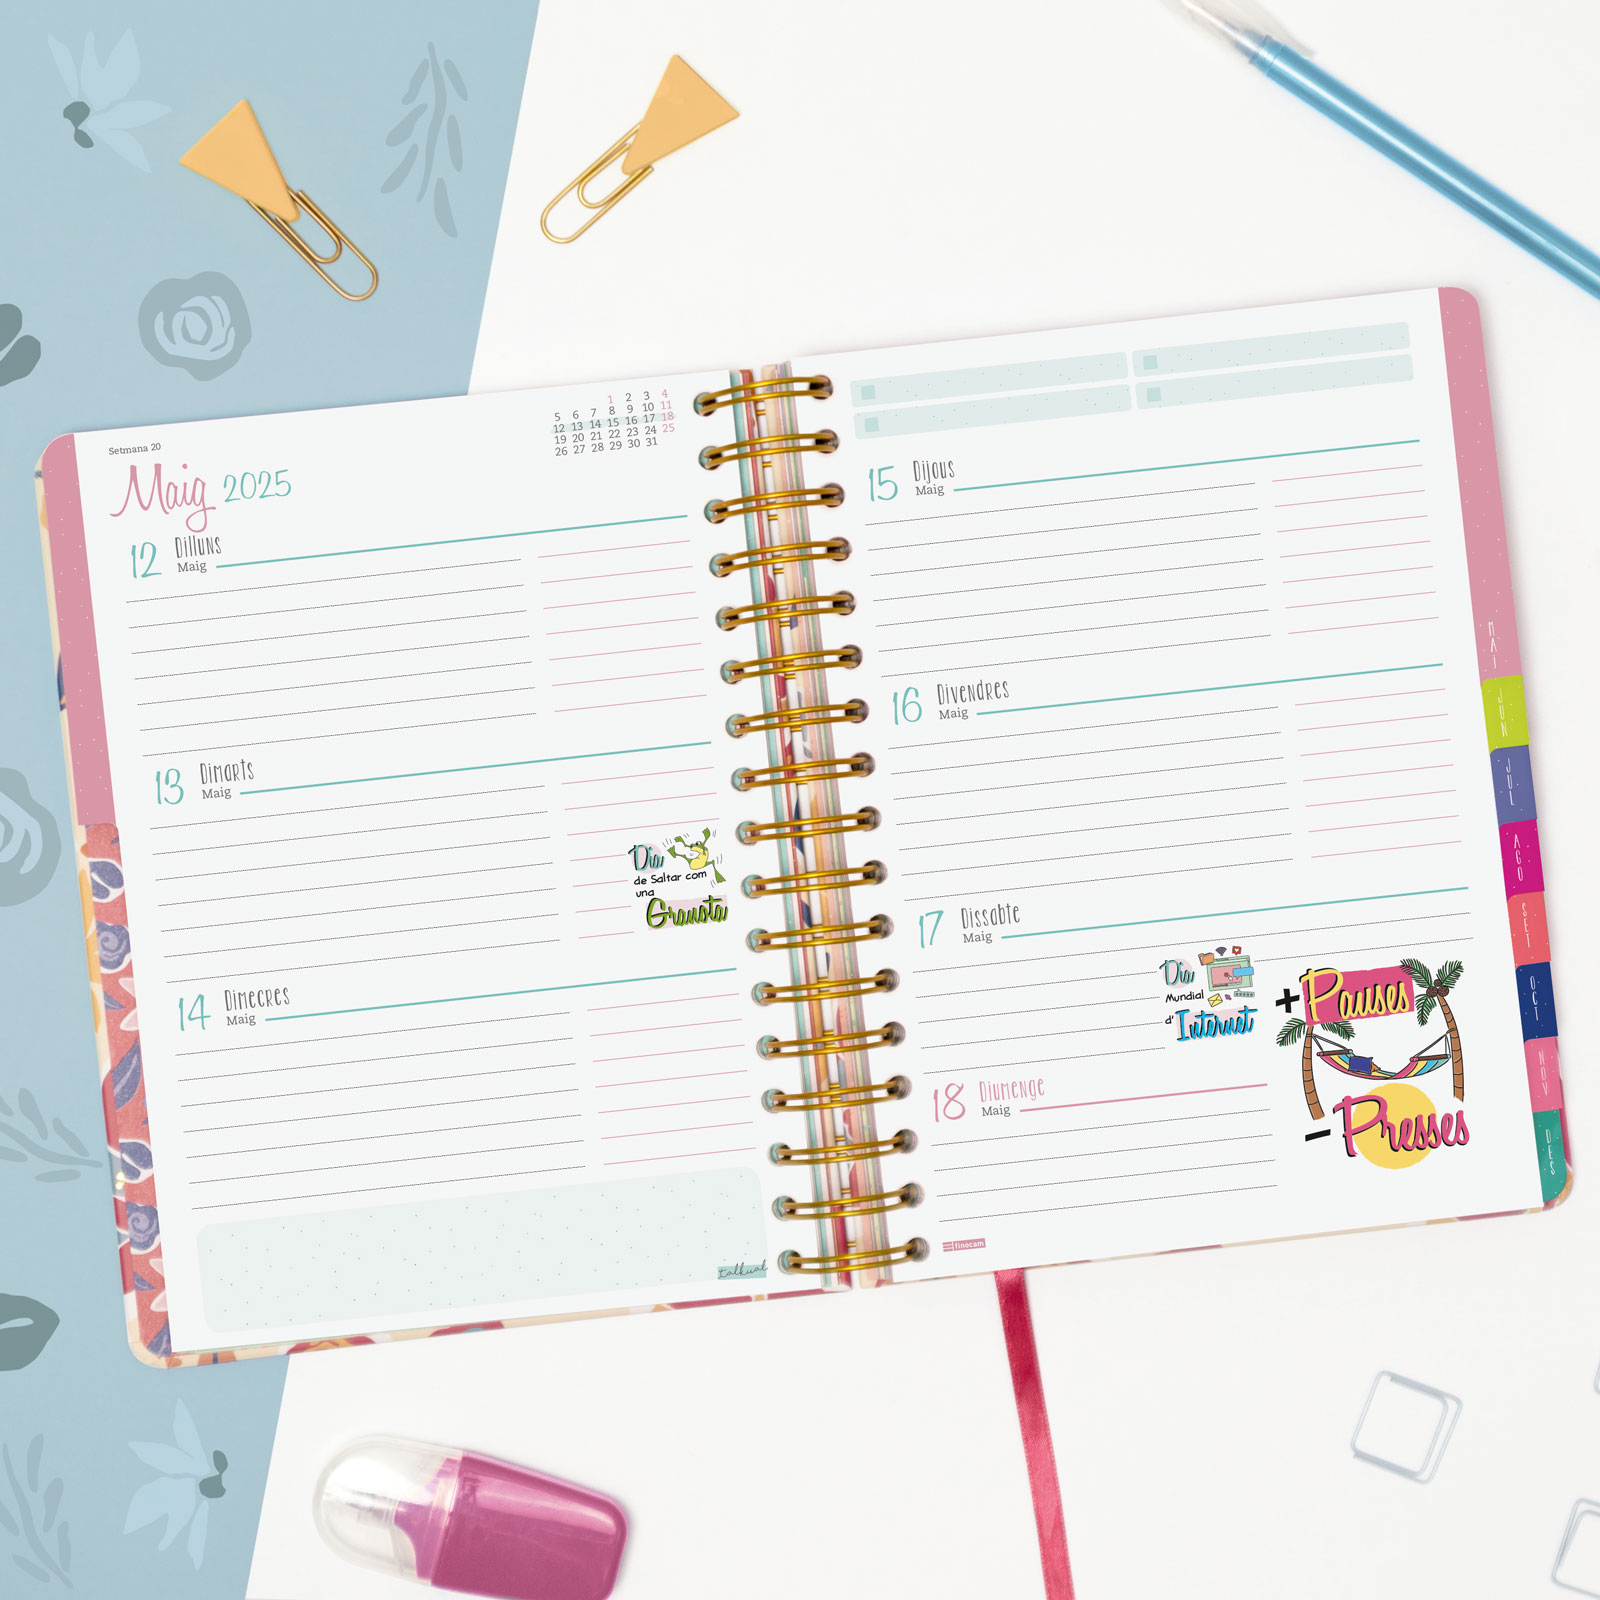 Setmana 20
Maig 2025
1 2 3 4
5 6 7 8 9 10 11
12 13 14 15 16 17 18
19 20 21 22 23 24 25
26 27 28 29 30 31
12 Dilluns
Maig
13 Dimarts
Maig
Dia
de Saltar com
una
Granota
14 Dimecres
Maig
talkual
15 Dijous
Maig
16 Divendres
Maig
17 Dissabte
Maig
Dia
Mundial
d'Internet
+ Pauses
- Presses
18 Diumenge
Maig
finocam
MAI
JUN
JUL
AGO
SET
OCT
NOV
DES